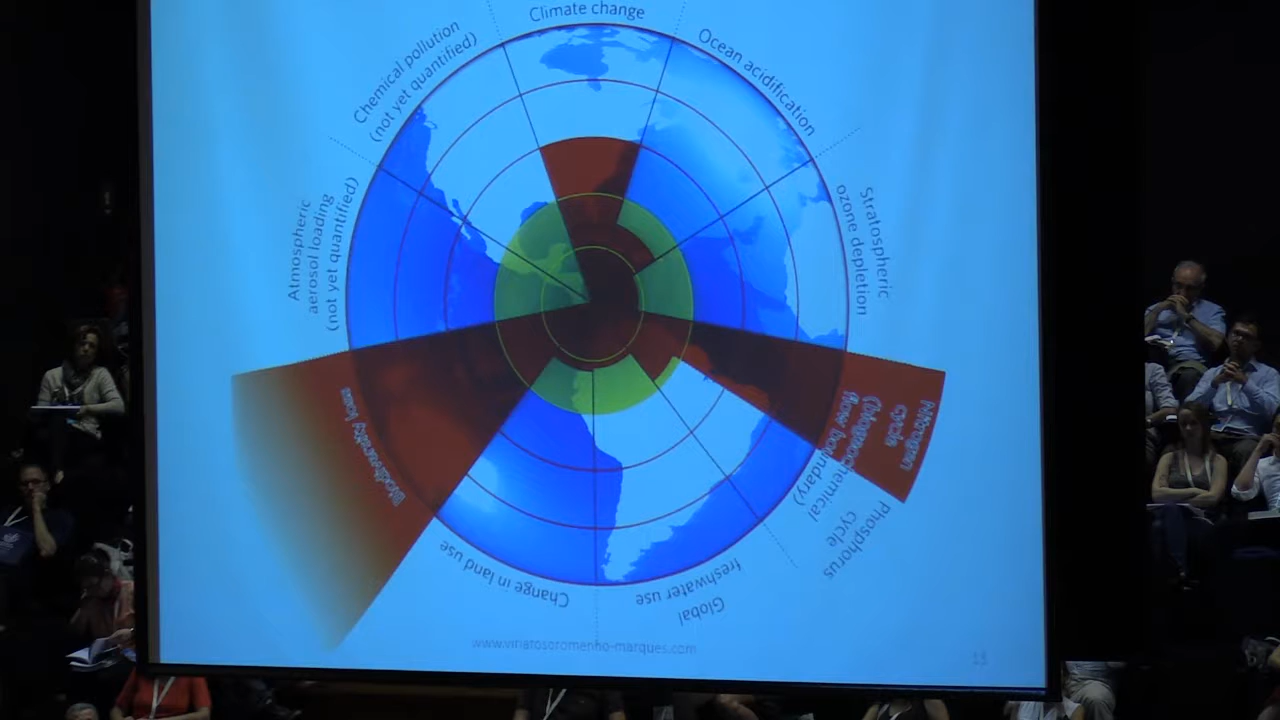 Climate change
Ocean acidification
Stratospheric
ozone depletion
Nitrogen
cycle
(biogeochemical
flow boundary)
Phosphorus
cycle
Global
freshwater use
Change in land use
Biodiversity loss
Atmospheric
aerosol loading
(not yet quantified)
Chemical pollution
(not yet quantified)
www.viriatosoromenho-marques.com
13